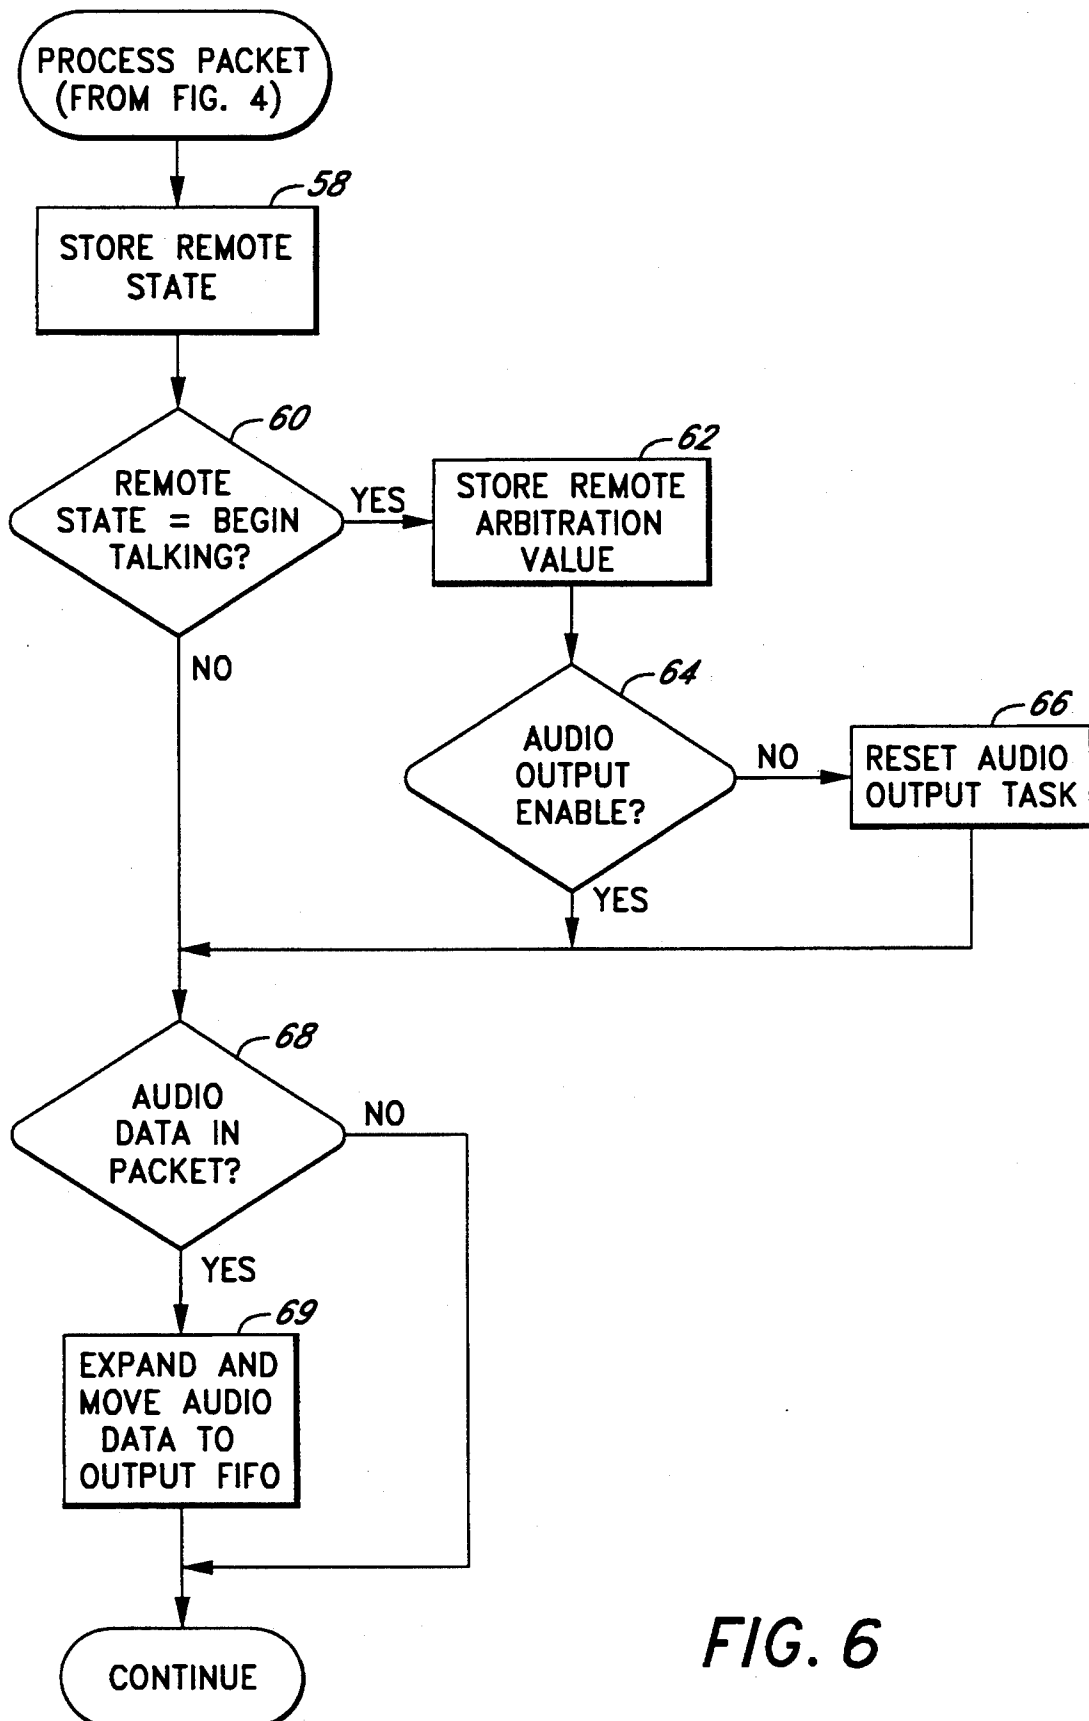 PROCESS PACKET
(FROM FIG. 4)
58
STORE REMOTE
STATE
60
REMOTE
STATE = BEGIN
TALKING?
YES
NO
62
STORE REMOTE
ARBITRATION
VALUE
64
AUDIO
OUTPUT
ENABLE?
NO
YES
66
RESET AUDIO
OUTPUT TASK
68
AUDIO
DATA IN
PACKET?
NO
YES
69
EXPAND AND
MOVE AUDIO
DATA TO
OUTPUT FIFO
CONTINUE
FIG. 6